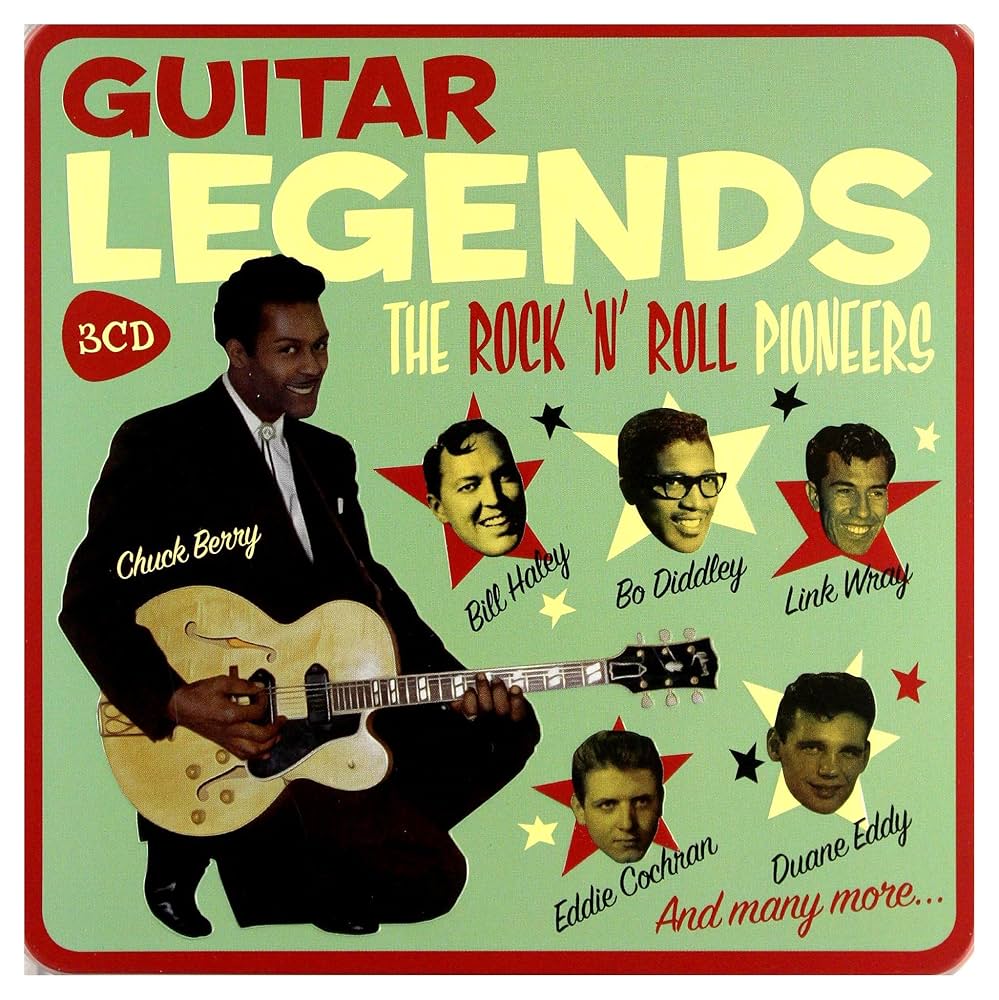 GUITAR
LEGENDS
3CD
THE ROCK 'N' ROLL PIONEERS
Chuck Berry
Bill Haley
Bo Diddley
Link Wray
Eddie Cochran
Duane Eddy
And many more...